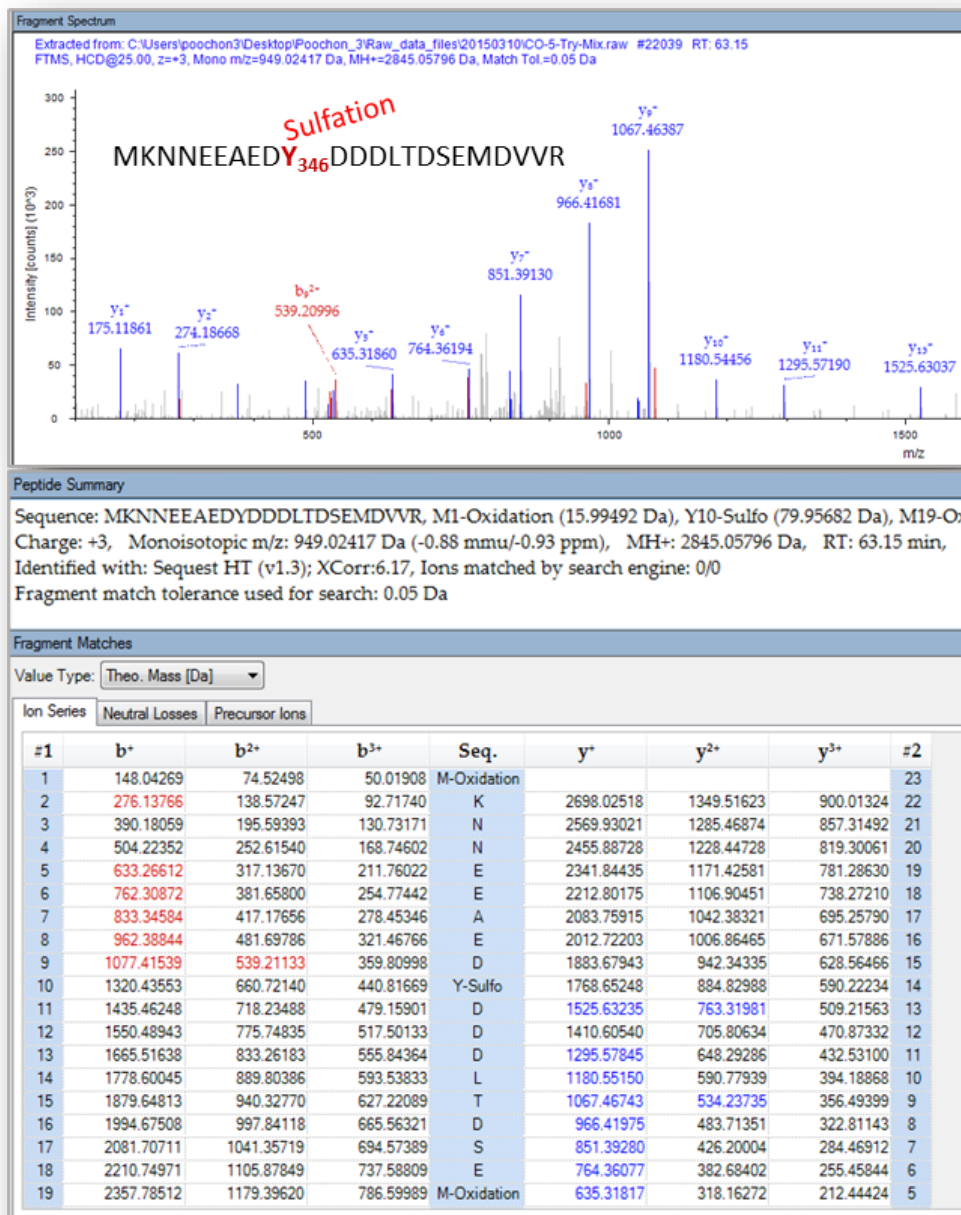 Fragment Spectrum
Extracted from: C:\Users\poochon3\Desktop\Poochon_3\Raw_data_files\20150310\CO-5-Try-Mix.raw #22039 RT: 63.15
FTMS, HCD@25.00, z=+3, Mono m/z=949.02417 Da, MH+=2845.05796 Da, Match Tol.=0.05 Da
Sulfation
MKNNEEAEDY₃₄₆DDDLTDSEMDVVR
Intensity [counts] (10^3)
300
250
200
150
100
50
0
y₁⁺
175.11861
y₂⁺
274.18668
b₉²⁺
539.20996
y₅⁺
635.31860
y₆⁺
764.36194
y₇⁺
851.39130
y₈⁺
966.41681
y₉⁺
1067.46387
y₁₀⁺
1180.54456
y₁₁⁺
1295.57190
y₁₃⁺
1525.63037
500
1000
1500
m/z
Peptide Summary
Sequence: MKNNEEAEDYDDDLTDSEMDVVR, M1-Oxidation (15.99492 Da), Y10-Sulfo (79.95682 Da), M19-Ox
Charge: +3, Monoisotopic m/z: 949.02417 Da (-0.88 mmu/-0.93 ppm), MH+: 2845.05796 Da, RT: 63.15 min,
Identified with: Sequest HT (v1.3); XCorr:6.17, Ions matched by search engine: 0/0
Fragment match tolerance used for search: 0.05 Da
Fragment Matches
Value Type: Theo. Mass [Da]
Ion Series Neutral Losses Precursor Ions
#1 b⁺ b²⁺ b³⁺ Seq. y⁺ y²⁺ y³⁺ #2
1 148.04269 74.52498 50.01908 M-Oxidation 23
2 276.13766 138.57247 92.71740 K 2698.02518 1349.51623 900.01324 22
3 390.18059 195.59393 130.73171 N 2569.93021 1285.46874 857.31492 21
4 504.22352 252.61540 168.74602 N 2455.88728 1228.44728 819.30061 20
5 633.26612 317.13670 211.76022 E 2341.84435 1171.42581 781.28630 19
6 762.30872 381.65800 254.77442 E 2212.80175 1106.90451 738.27210 18
7 833.34584 417.17656 278.45346 A 2083.75915 1042.38321 695.25790 17
8 962.38844 481.69786 321.46766 E 2012.72203 1006.86465 671.57886 16
9 1077.41539 539.21133 359.80998 D 1883.67943 942.34335 628.56466 15
10 1320.43553 660.72140 440.81669 Y-Sulfo 1768.65248 884.82988 590.22234 14
11 1435.46248 718.23488 479.15901 D 1525.63235 763.31981 509.21563 13
12 1550.48943 775.74835 517.50133 D 1410.60540 705.80634 470.87332 12
13 1665.51638 833.26183 555.84364 D 1295.57845 648.29286 432.53100 11
14 1778.60045 889.80386 593.53833 L 1180.55150 590.77939 394.18868 10
15 1879.64813 940.32770 627.22089 T 1067.46743 534.23735 356.49399 9
16 1994.67508 997.84118 665.56321 D 966.41975 483.71351 322.81143 8
17 2081.70711 1041.35719 694.57389 S 851.39280 426.20004 284.46912 7
18 2210.74971 1105.87849 737.58809 E 764.36077 382.68402 255.45844 6
19 2357.78512 1179.39620 786.59989 M-Oxidation 635.31817 318.16272 212.44424 5